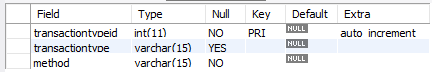 Field Type Null Key Default Extra
transactiontypeid int(11) NO PRI NULL auto_increment
transactiontype varchar(15) YES NULL
method varchar(15) NO NULL